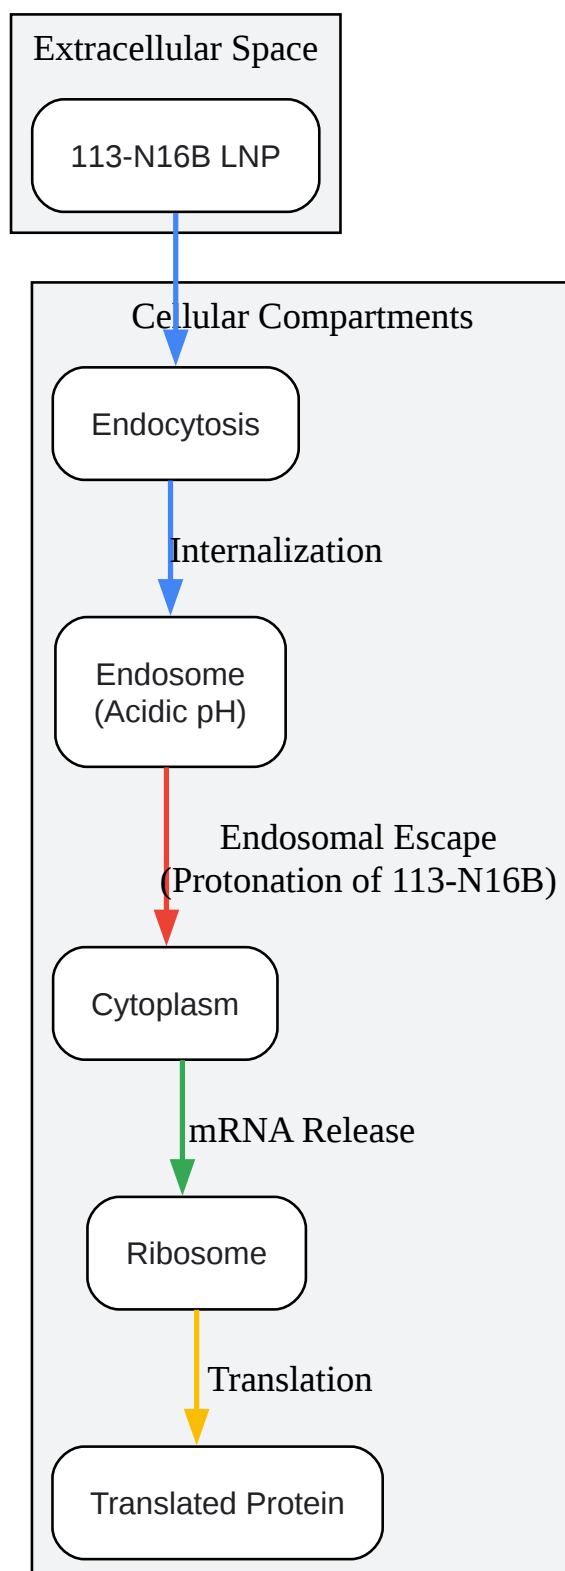 Extracellular Space
113-N16B LNP
Cellular Compartments
Endocytosis
Internalization
Endosome
(Acidic pH)
Endosomal Escape
(Protonation of 113-N16B)
Cytoplasm
mRNA Release
Ribosome
Translation
Translated Protein